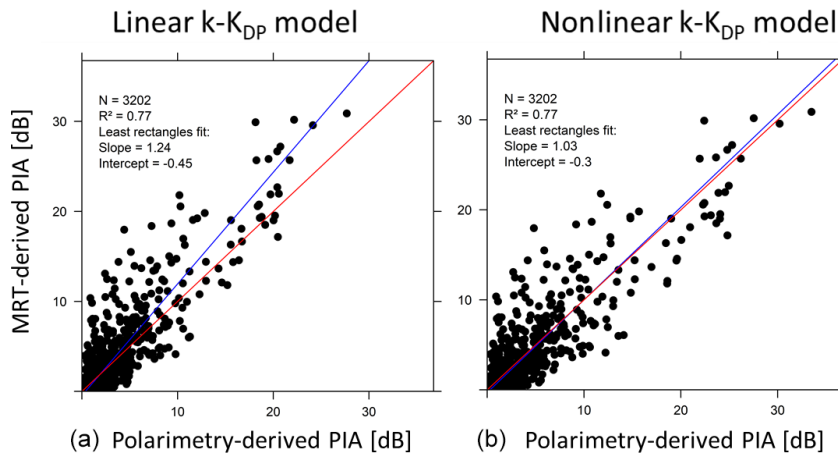 Linear k-K_DP model
Nonlinear k-K_DP model
MRT-derived PIA [dB]
30
20
10
N = 3202
R² = 0.77
Least rectangles fit:
Slope = 1.24
Intercept = -0.45
10 20 30
(a) Polarimetry-derived PIA [dB]
30
20
10
N = 3202
R² = 0.77
Least rectangles fit:
Slope = 1.03
Intercept = -0.3
10 20 30
(b) Polarimetry-derived PIA [dB]